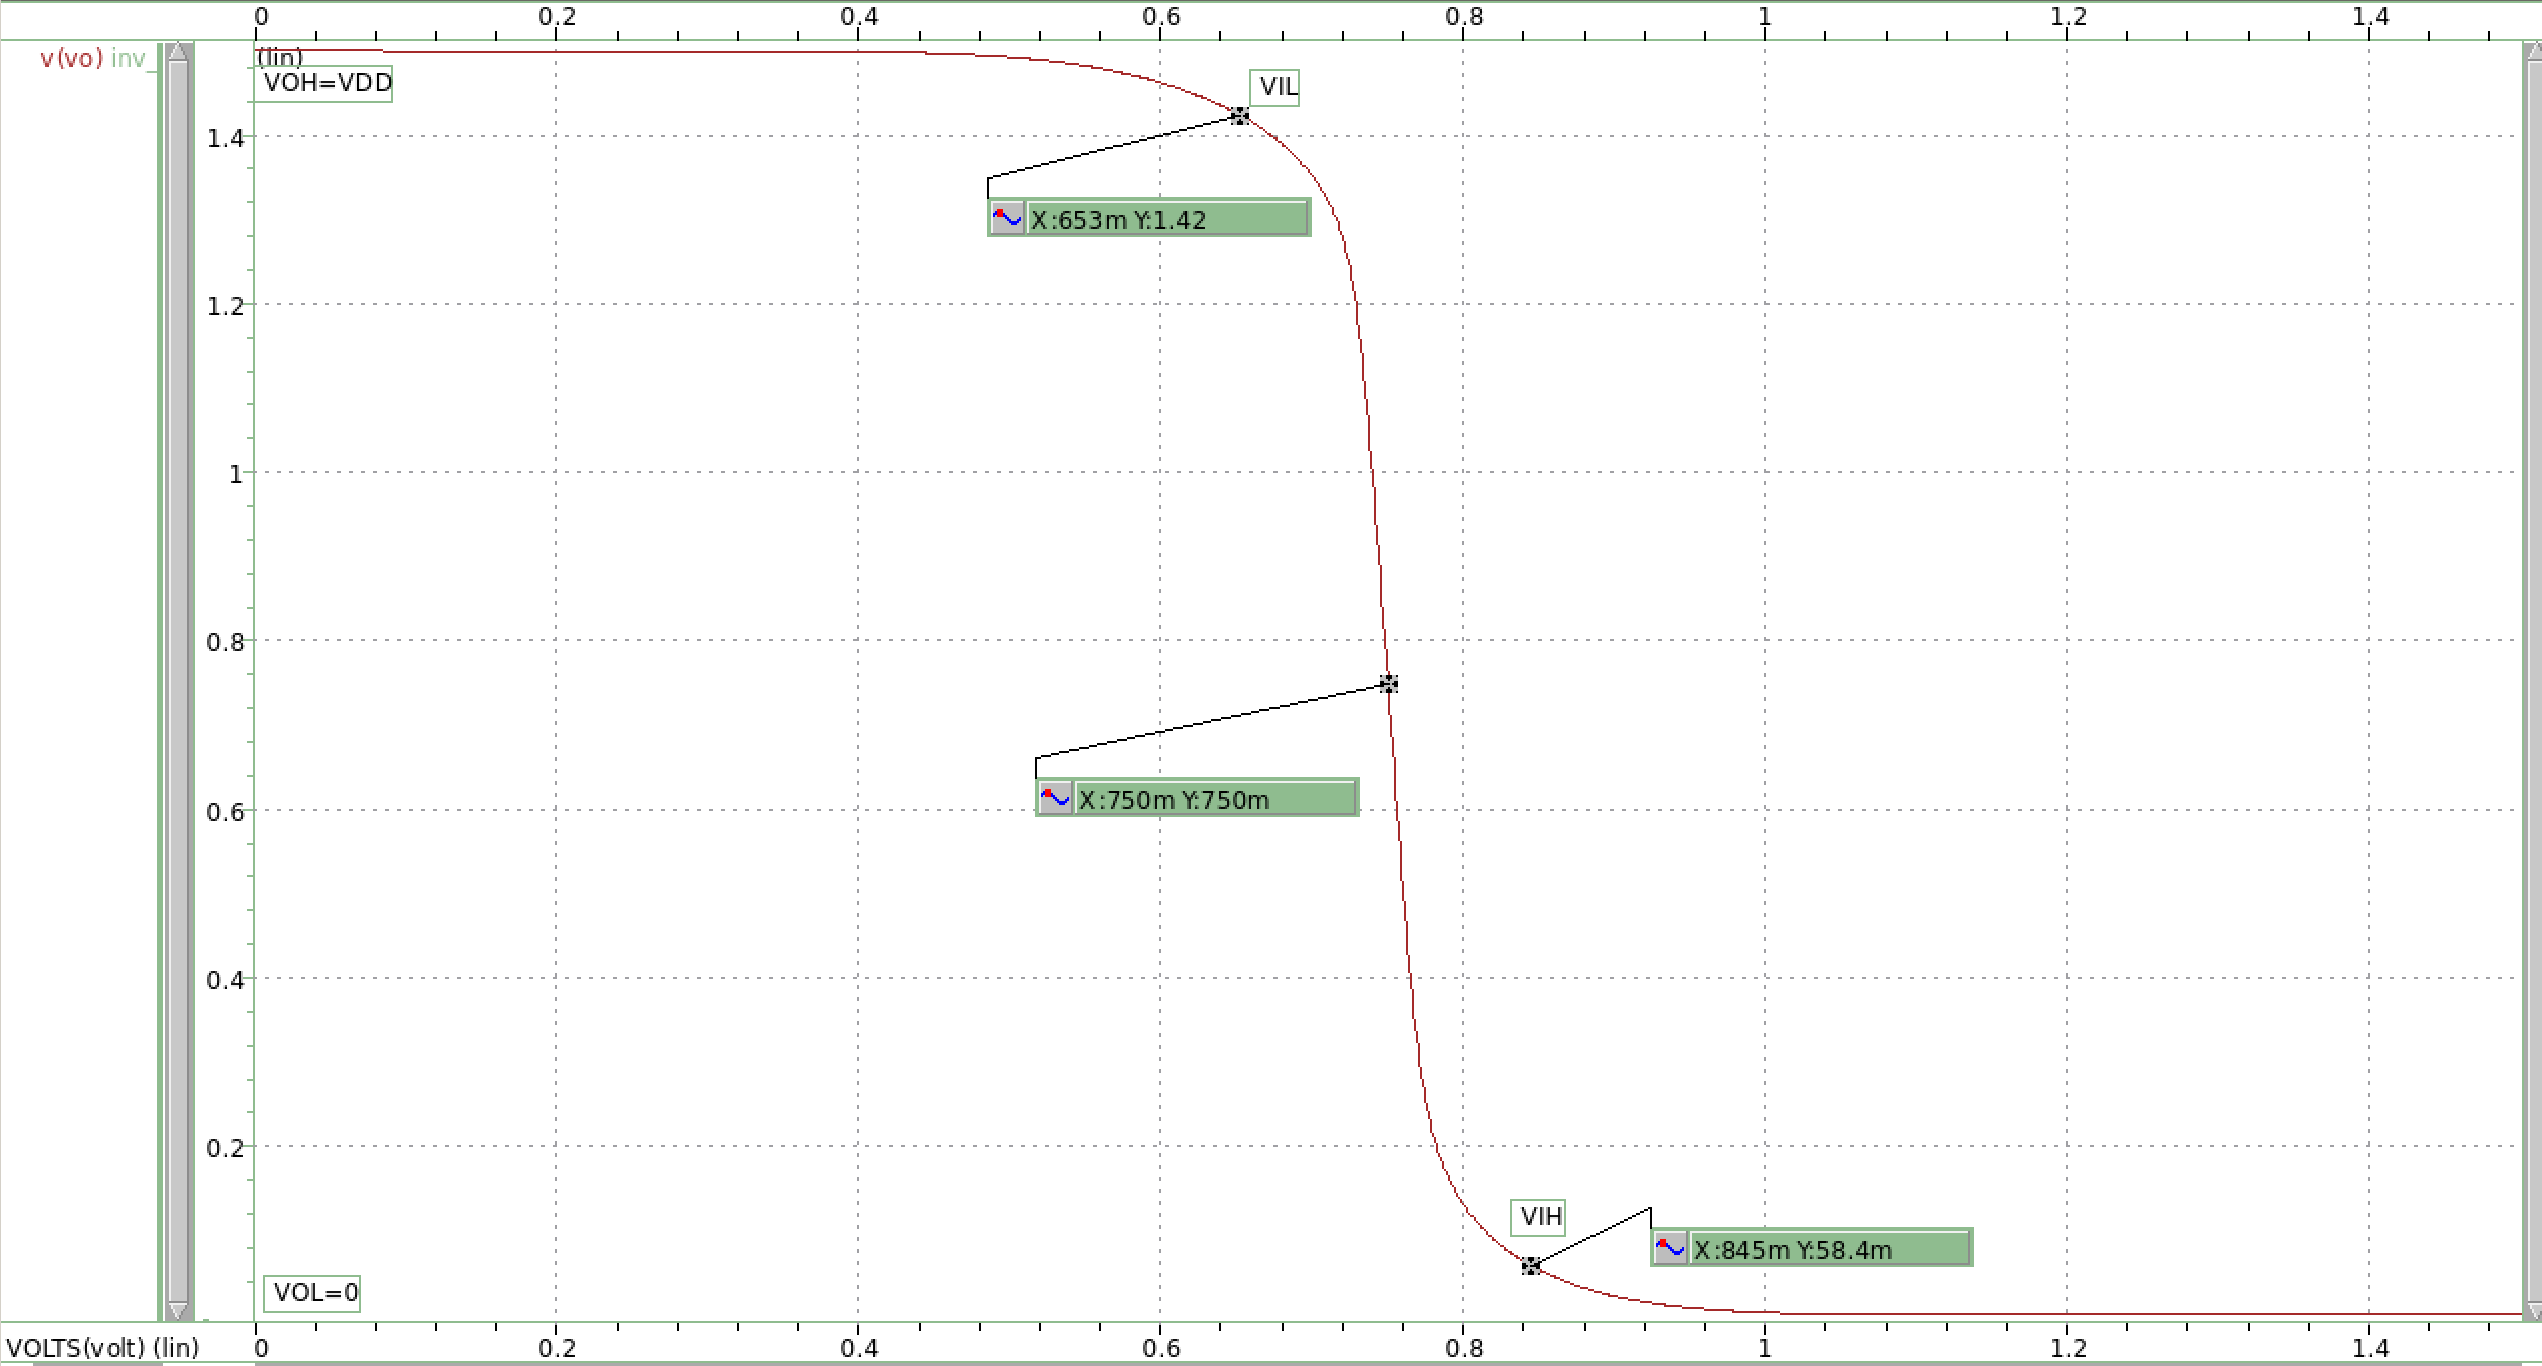 0 0.2 0.4 0.6 0.8 1 1.2 1.4
v(vo) inv_
(lin)
VOH=VDD
VIL
1.4
X:653m Y:1.42
1.2
1
0.8
X:750m Y:750m
0.6
0.4
0.2
VIH
X:845m Y:58.4m
VOL=0
VOLTS(volt) (lin)
0 0.2 0.4 0.6 0.8 1 1.2 1.4